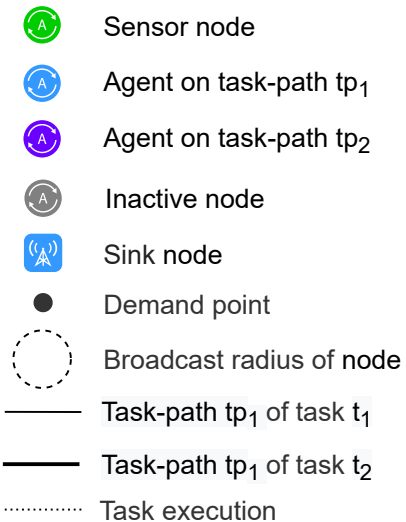 A Sensor node
A Agent on task-path tp₁
A Agent on task-path tp₂
A Inactive node
Sink node
Demand point
Broadcast radius of node
Task-path tp₁ of task t₁
Task-path tp₁ of task t₂
Task execution